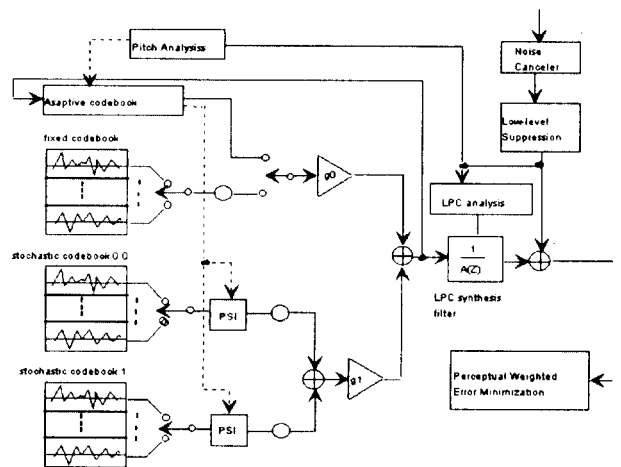 Pitch Analysiss
Noise
Canceler
Asaptive codebook
Low-level
Suppression
fixed codebook
g0
LPC analysis
stochastic codebook 0 0
1
A(Z)
LPC synthesis
filter
PSI
stochastic codebook 1
g1
Perceptual Weighted
Error Minimization
PSI